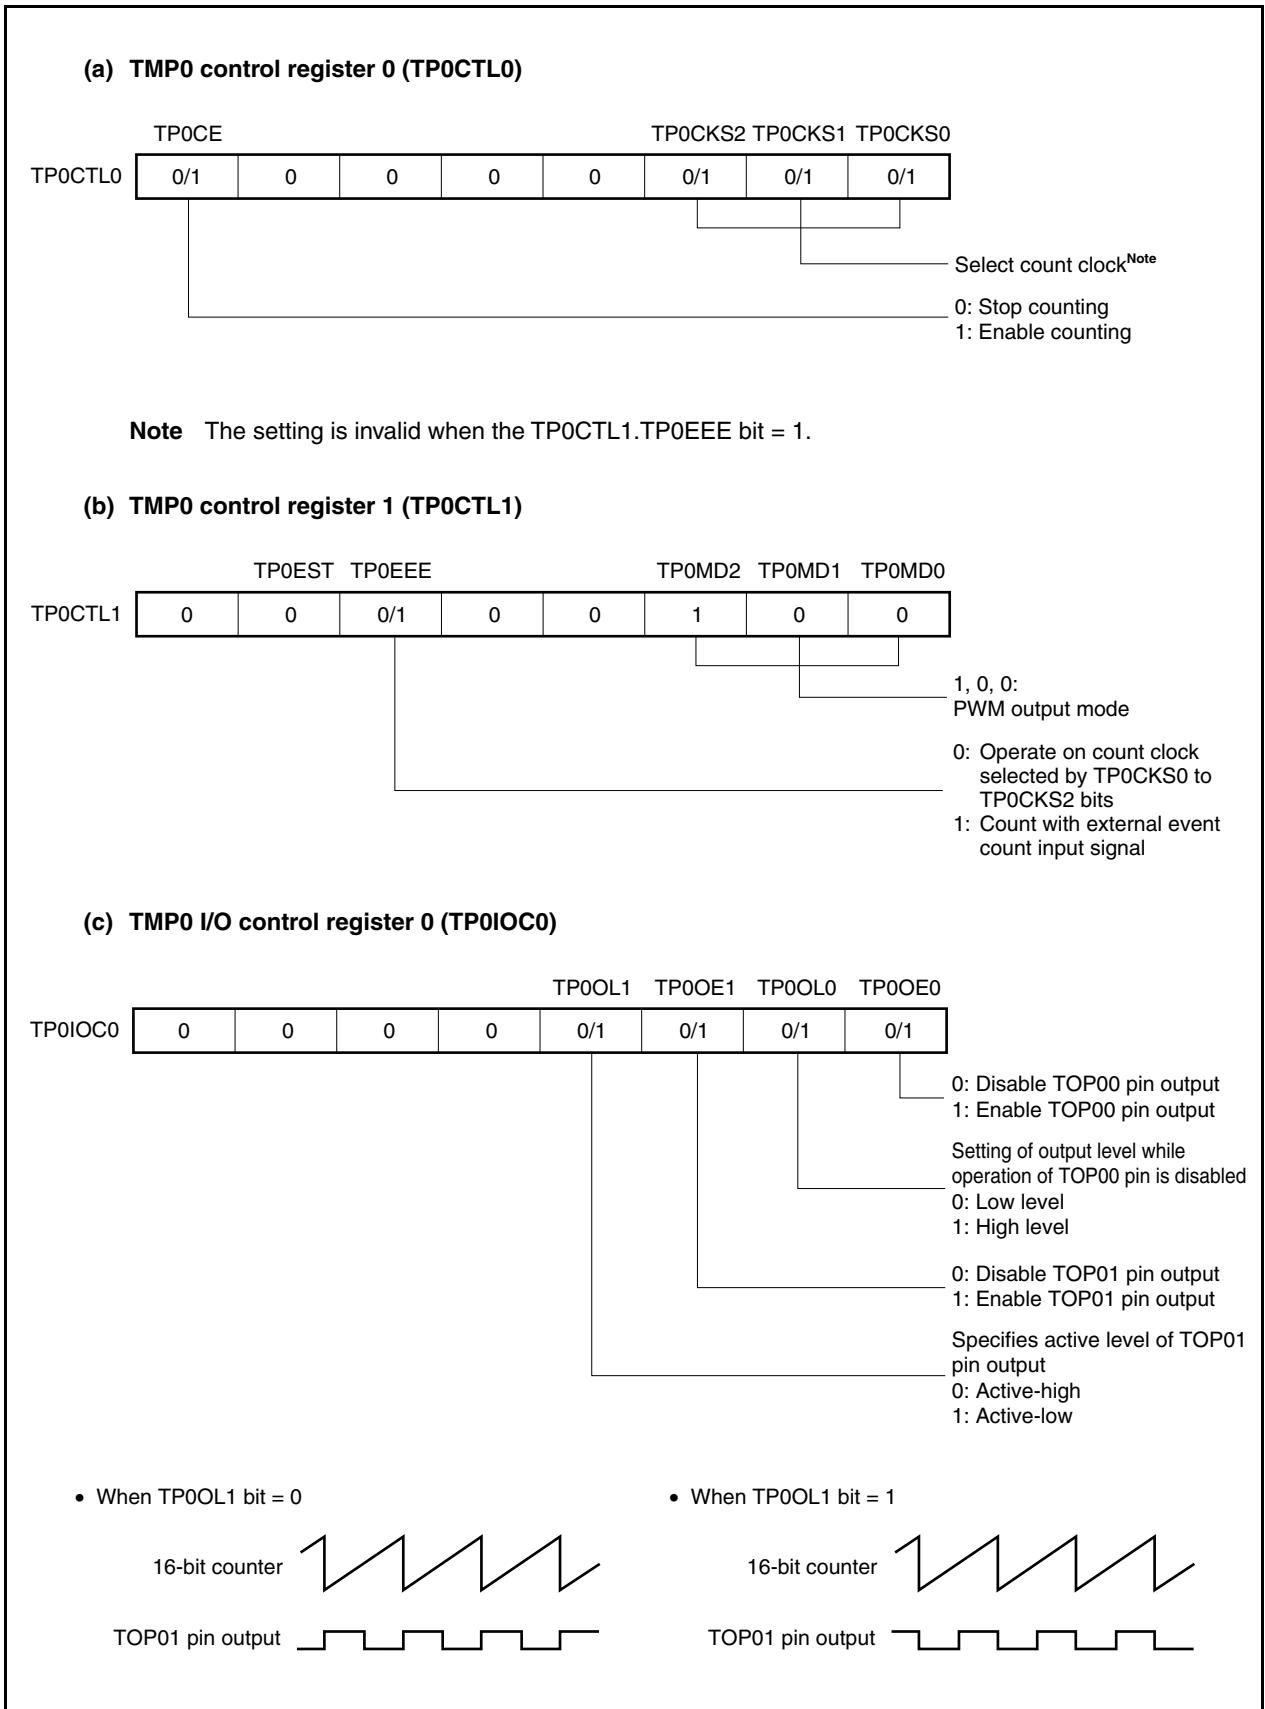 (a) TMP0 control register 0 (TP0CTL0)
TP0CE TP0CKS2 TP0CKS1 TP0CKS0
TP0CTL0 0/1 0 0 0 0 0/1 0/1 0/1
Select count clockNote
0: Stop counting
1: Enable counting
Note The setting is invalid when the TP0CTL1.TP0EEE bit = 1.
(b) TMP0 control register 1 (TP0CTL1)
TP0EST TP0EEE TP0MD2 TP0MD1 TP0MD0
TP0CTL1 0 0 0/1 0 0 1 0 0
1, 0, 0:
PWM output mode
0: Operate on count clock
selected by TP0CKS0 to
TP0CKS2 bits
1: Count with external event
count input signal
(c) TMP0 I/O control register 0 (TP0IOC0)
TP0OL1 TP0OE1 TP0OL0 TP0OE0
TP0IOC0 0 0 0 0 0/1 0/1 0/1 0/1
0: Disable TOP00 pin output
1: Enable TOP00 pin output
Setting of output level while
operation of TOP00 pin is disabled
0: Low level
1: High level
0: Disable TOP01 pin output
1: Enable TOP01 pin output
Specifies active level of TOP01
pin output
0: Active-high
1: Active-low
• When TP0OL1 bit = 0
16-bit counter
TOP01 pin output
• When TP0OL1 bit = 1
16-bit counter
TOP01 pin output